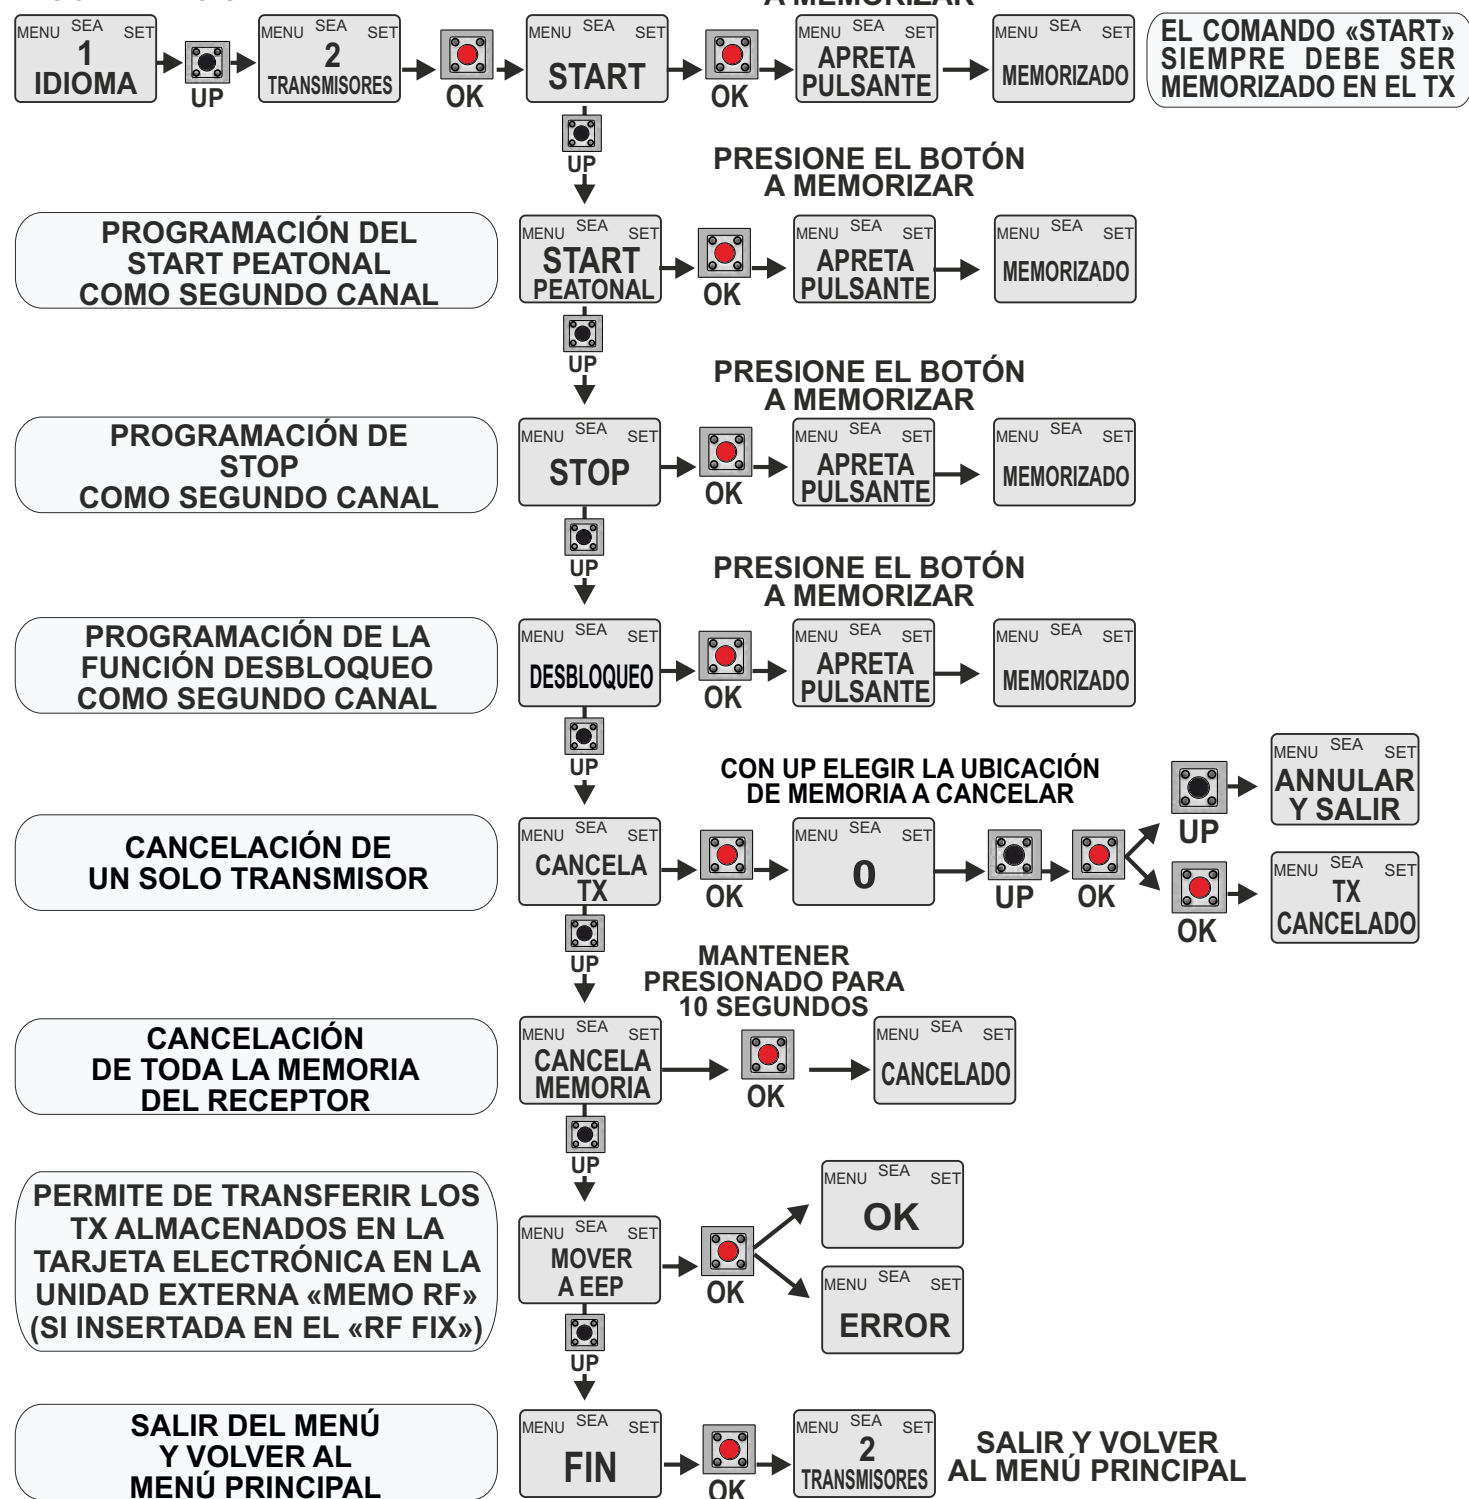 A MEMORIZAR
MENU SEA SET
1
IDIOMA
UP
MENU SEA SET
2
TRANSMISORES
OK
MENU SEA SET
START
OK
MENU SEA SET
APRETA
PULSANTE
MENU SEA SET
MEMORIZADO
EL COMANDO «START»
SIEMPRE DEBE SER
MEMORIZADO EN EL TX
UP
PRESIONE EL BOTÓN
A MEMORIZAR
PROGRAMACIÓN DEL
START PEATONAL
COMO SEGUNDO CANAL
MENU SEA SET
START
PEATONAL
OK
MENU SEA SET
APRETA
PULSANTE
MENU SEA SET
MEMORIZADO
UP
PRESIONE EL BOTÓN
A MEMORIZAR
PROGRAMACIÓN DE
STOP
COMO SEGUNDO CANAL
MENU SEA SET
STOP
OK
MENU SEA SET
APRETA
PULSANTE
MENU SEA SET
MEMORIZADO
UP
PRESIONE EL BOTÓN
A MEMORIZAR
PROGRAMACIÓN DE LA
FUNCIÓN DESBLOQUEO
COMO SEGUNDO CANAL
MENU SEA SET
DESBLOQUEO
OK
MENU SEA SET
APRETA
PULSANTE
MENU SEA SET
MEMORIZADO
UP
CON UP ELEGIR LA UBICACIÓN
DE MEMORIA A CANCELAR
CANCELACIÓN DE
UN SOLO TRANSMISOR
MENU SEA SET
CANCELA
TX
OK
MENU SEA SET
0
UP
OK
UP
MENU SEA SET
ANNULAR
Y SALIR
OK
MENU SEA SET
TX
CANCELADO
UP
MANTENER
PRESIONADO PARA
10 SEGUNDOS
CANCELACIÓN
DE TODA LA MEMORIA
DEL RECEPTOR
MENU SEA SET
CANCELA
MEMORIA
OK
MENU SEA SET
CANCELADO
UP
PERMITE DE TRANSFERIR LOS
TX ALMACENADOS EN LA
TARJETA ELECTRÓNICA EN LA
UNIDAD EXTERNA «MEMO RF»
(SI INSERTADA EN EL «RF FIX»)
MENU SEA SET
MOVER
A EEP
OK
MENU SEA SET
OK
MENU SEA SET
ERROR
UP
SALIR DEL MENÚ
Y VOLVER AL
MENÚ PRINCIPAL
MENU SEA SET
FIN
OK
MENU SEA SET
2
TRANSMISORES
SALIR Y VOLVER
AL MENÚ PRINCIPAL